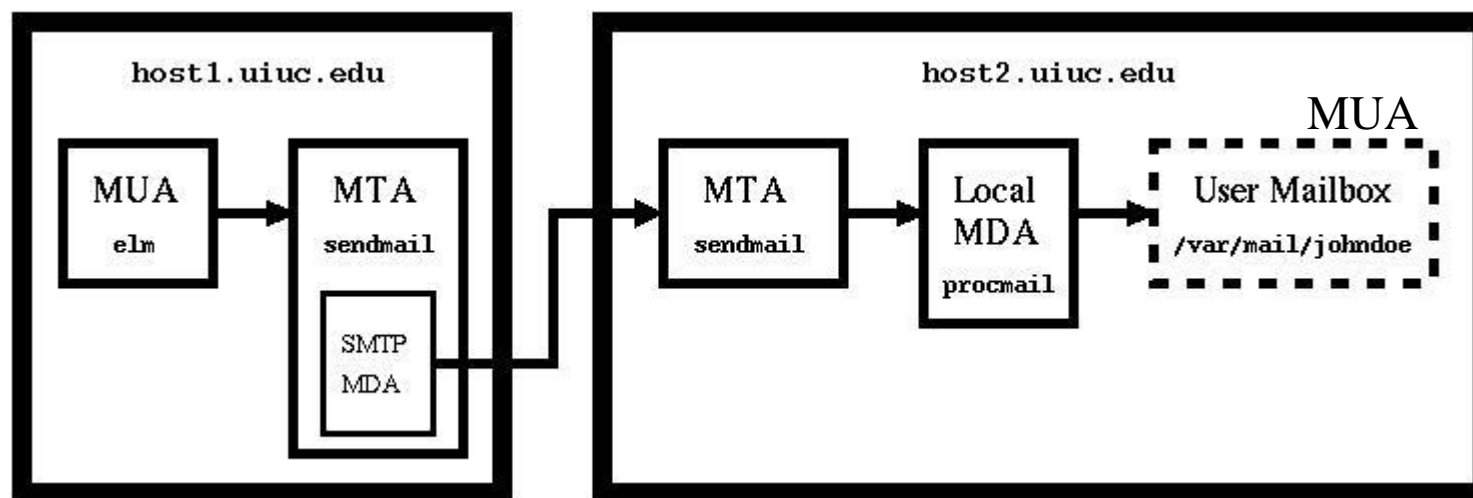 host1.uiuc.edu
MUA
elm
MTA
sendmail
SMTP
MDA
host2.uiuc.edu
MTA
sendmail
Local
MDA
procmail
MUA
User Mailbox
/var/mail/johndoe